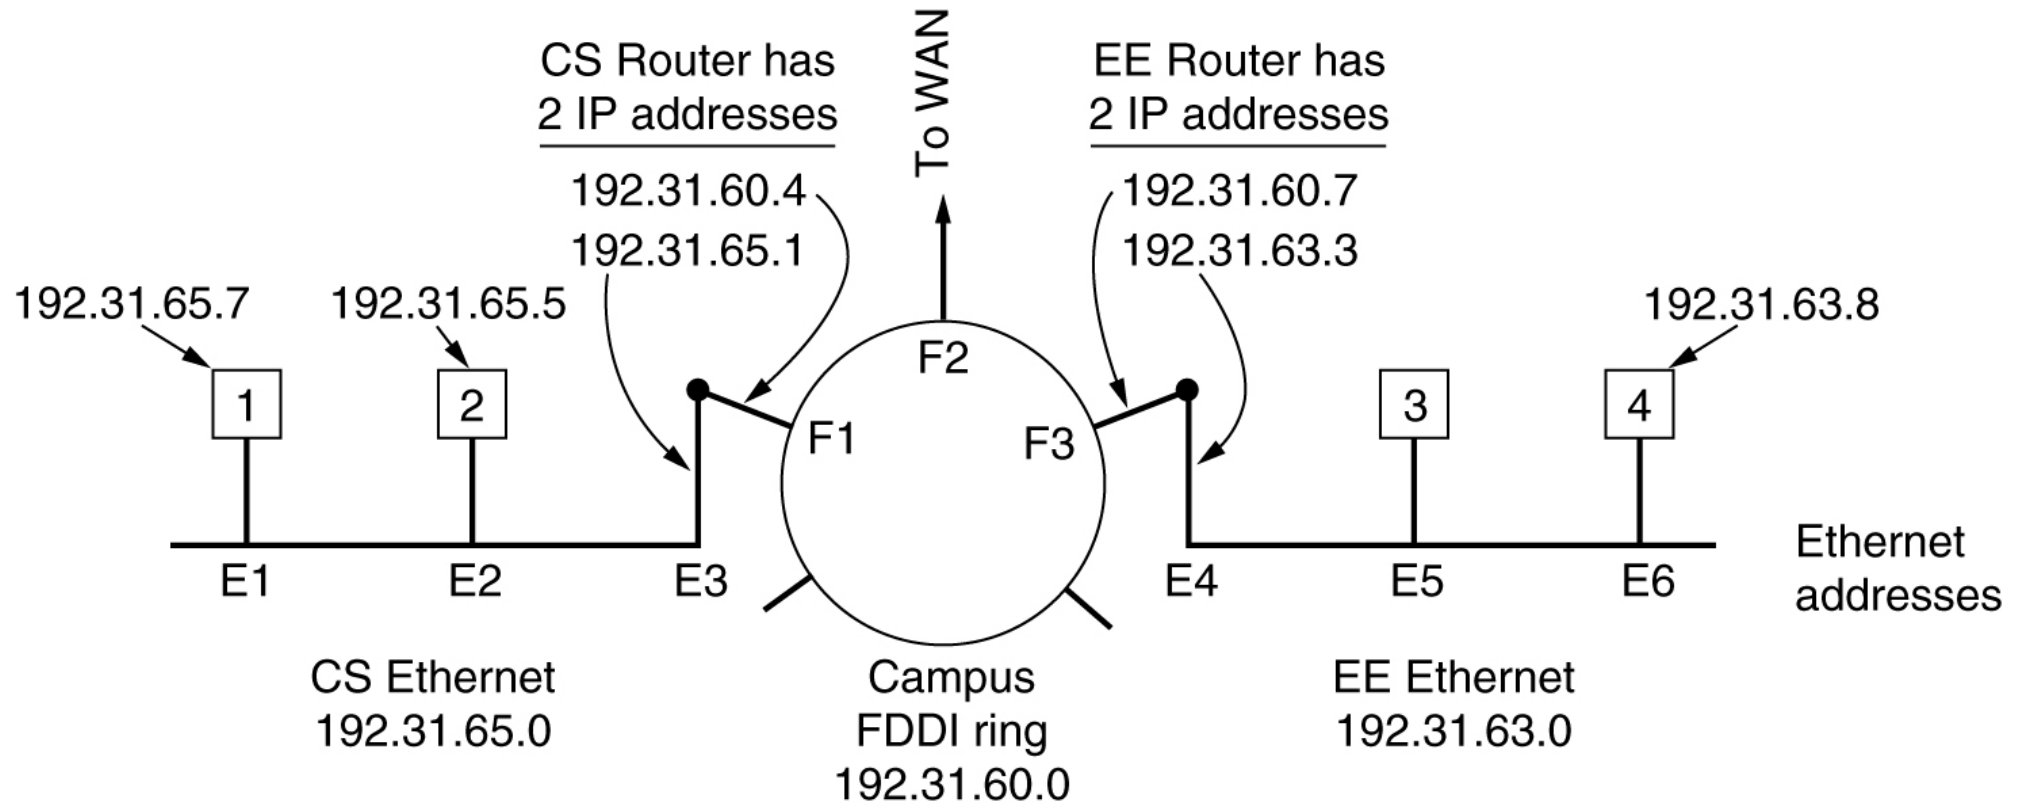 CS Router has
2 IP addresses
192.31.60.4
192.31.65.1
To WAN
EE Router has
2 IP addresses
192.31.60.7
192.31.63.3
192.31.65.7
192.31.65.5
192.31.63.8
1
2
F1
F2
F3
3
4
E1
E2
E3
E4
E5
E6
Ethernet
addresses
CS Ethernet
192.31.65.0
Campus
FDDI ring
192.31.60.0
EE Ethernet
192.31.63.0